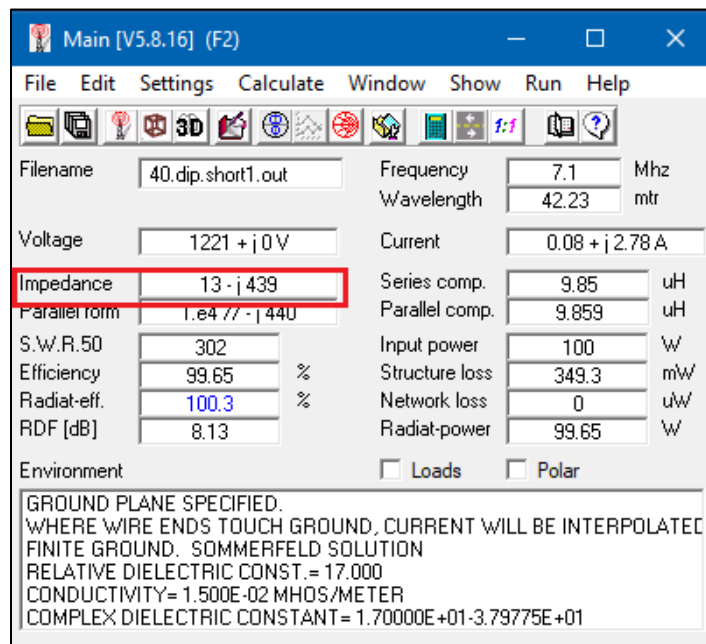 Main [V5.8.16] (F2)
File Edit Settings Calculate Window Show Run Help
3D 1:1
Filename 40.dip.short1.out Frequency 7.1 Mhz
Wavelength 42.23 mtr
Voltage 1221 + j 0 V Current 0.08 + j 2.78 A
Impedance 13 - j 439 Series comp. 9.85 uH
Parallel form 1.e4 // - j 440 Parallel comp. 9.859 uH
S.W.R.50 302 Input power 100 W
Efficiency 99.65 % Structure loss 349.3 mW
Radiat-eff. 100.3 % Network loss 0 uW
RDF [dB] 8.13 Radiat-power 99.65 W
Environment Loads Polar
GROUND PLANE SPECIFIED.
WHERE WIRE ENDS TOUCH GROUND, CURRENT WILL BE INTERPOLATED
FINITE GROUND. SOMMERFELD SOLUTION
RELATIVE DIELECTRIC CONST.= 17.000
CONDUCTIVITY= 1.500E-02 MHOS/METER
COMPLEX DIELECTRIC CONSTANT= 1.70000E+01-3.79775E+01